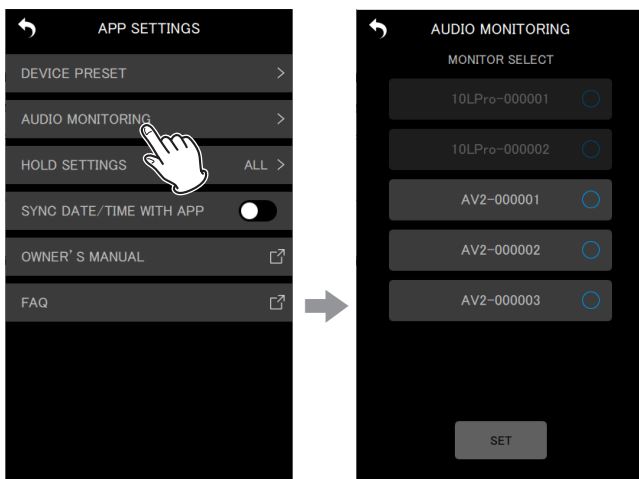 APP SETTINGS
DEVICE PRESET
AUDIO MONITORING
HOLD SETTINGS ALL
SYNC DATE/TIME WITH APP
OWNER'S MANUAL
FAQ
AUDIO MONITORING
MONITOR SELECT
10LPro-000001
10LPro-000002
AV2-000001
AV2-000002
AV2-000003
SET